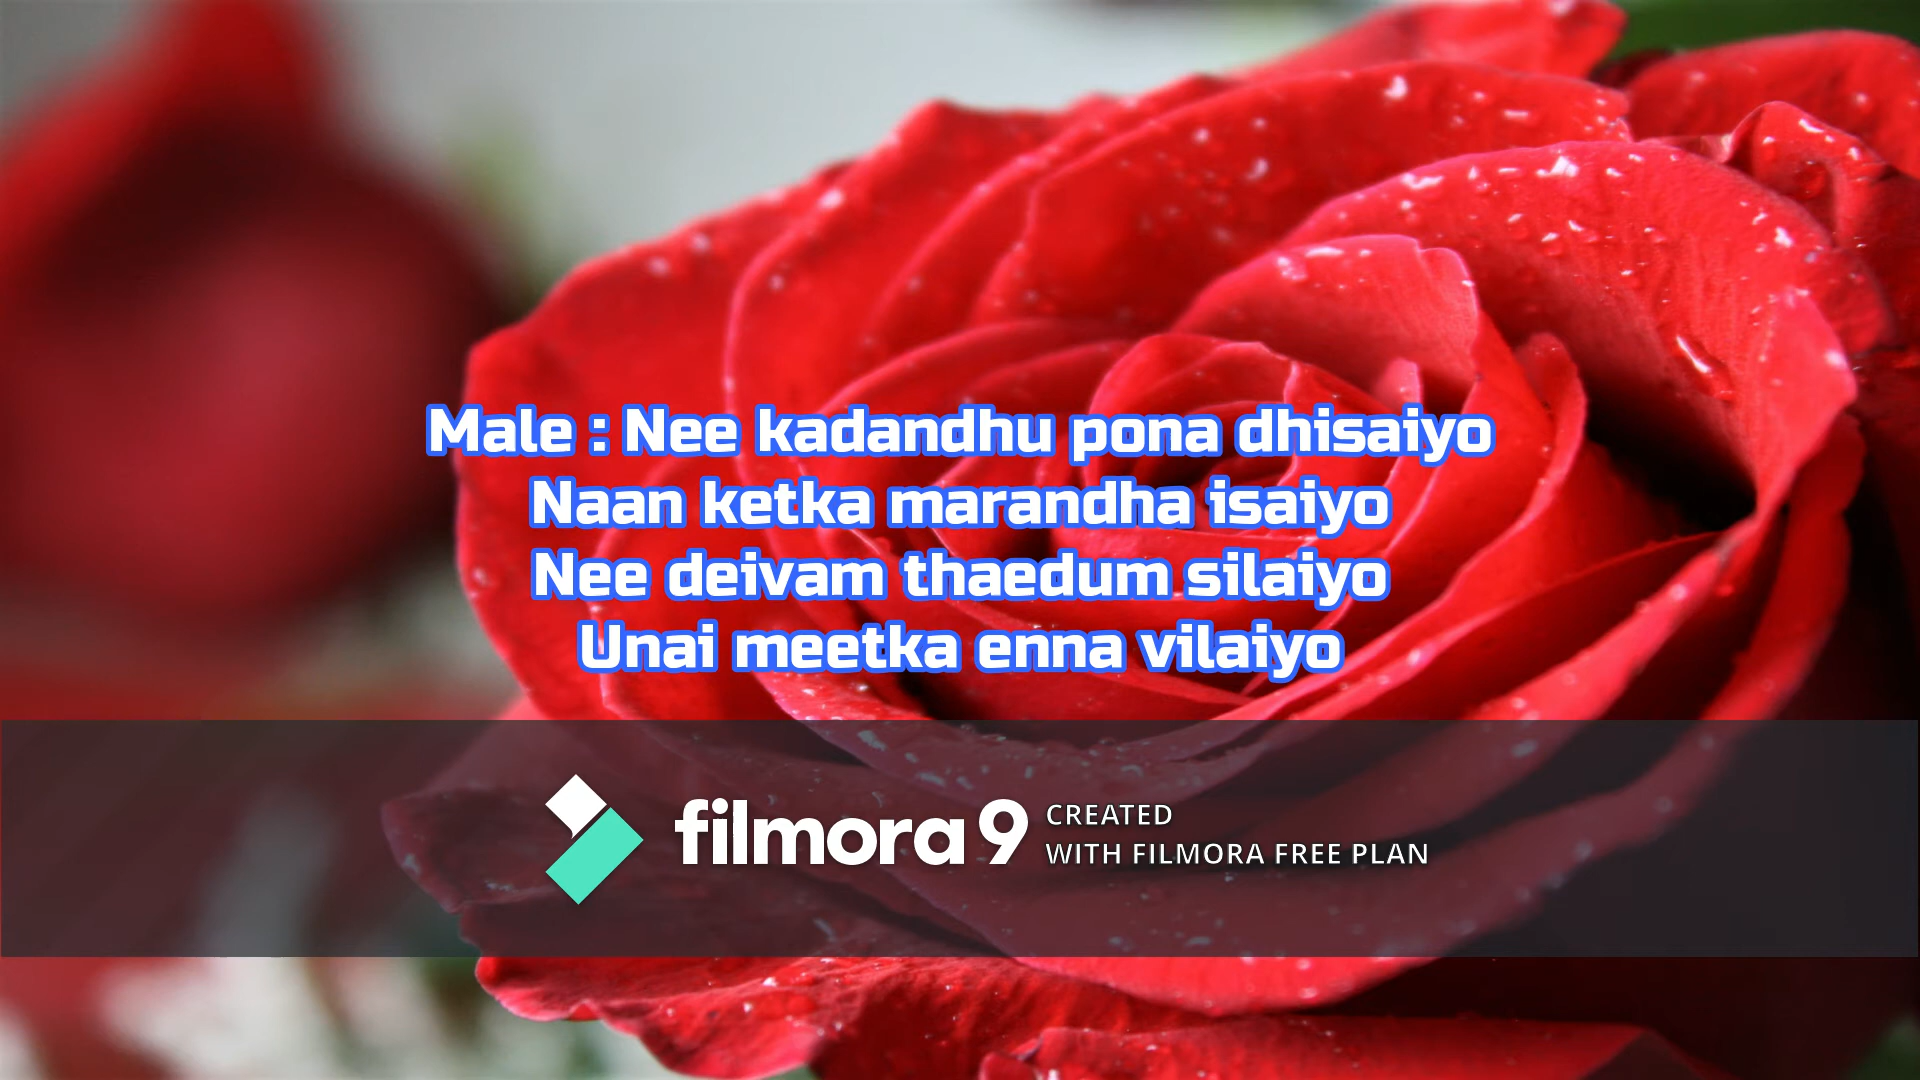 Male : Nee kadandhu pona dhisaiyo
Naan ketka marandha isaiyo
Nee deivam thaedum silaiyo
Unai meetka enna vilaiyo
filmora 9 CREATED
WITH FILMORA FREE PLAN